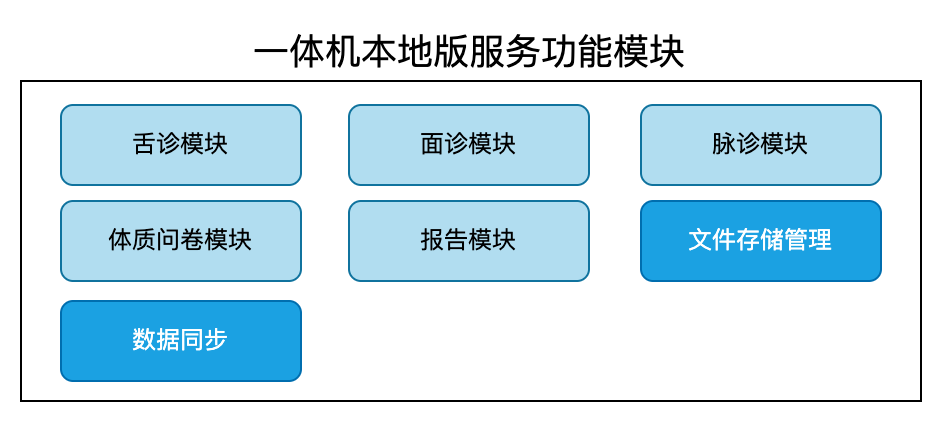 一体机本地版服务功能模块
舌诊模块
面诊模块
脉诊模块
体质问卷模块
报告模块
文件存储管理
数据同步